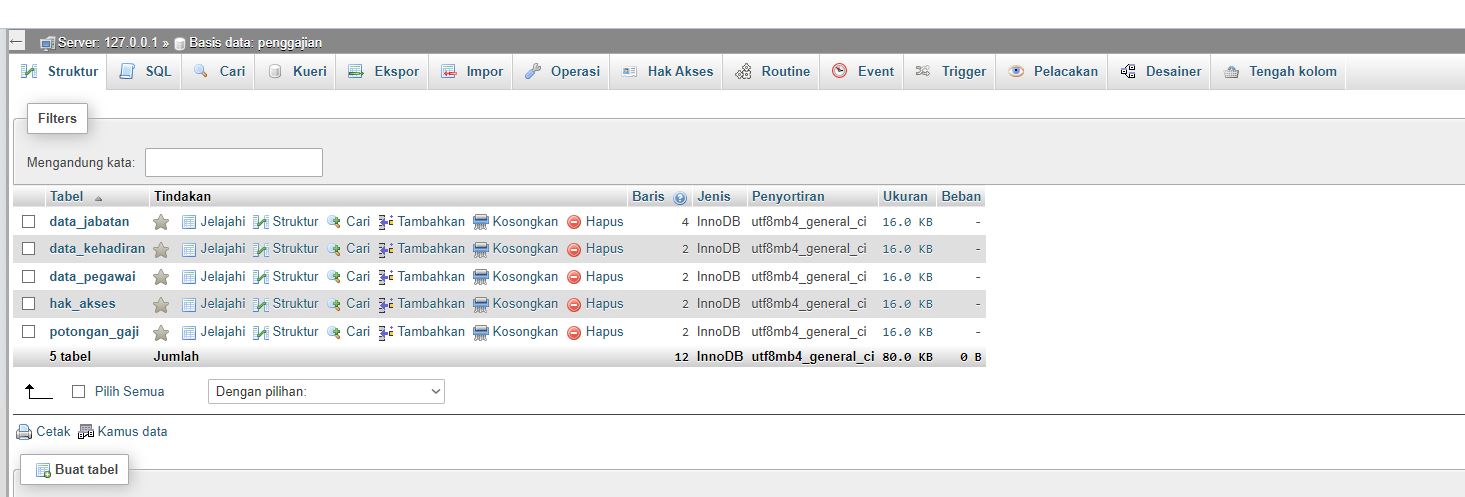 Server: 127.0.0.1 » Basis data: penggajian
Struktur SQL Cari Kueri Ekspor Impor Operasi Hak Akses Routine Event Trigger Pelacakan Desainer Tengah kolom
Filters
Mengandung kata:
Tabel Tindakan Baris Jenis Penyortiran Ukuran Beban
data_jabatan Jelajahi Struktur Cari Tambahkan Kosongkan Hapus 4 InnoDB utf8mb4_general_ci 16.0 KB -
data_kehadiran Jelajahi Struktur Cari Tambahkan Kosongkan Hapus 2 InnoDB utf8mb4_general_ci 16.0 KB -
data_pegawai Jelajahi Struktur Cari Tambahkan Kosongkan Hapus 2 InnoDB utf8mb4_general_ci 16.0 KB -
hak_akses Jelajahi Struktur Cari Tambahkan Kosongkan Hapus 2 InnoDB utf8mb4_general_ci 16.0 KB -
potongan_gaji Jelajahi Struktur Cari Tambahkan Kosongkan Hapus 2 InnoDB utf8mb4_general_ci 16.0 KB -
5 tabel Jumlah 12 InnoDB utf8mb4_general_ci 80.0 KB 0 B
Pilih Semua Dengan pilihan:
Cetak Kamus data
Buat tabel